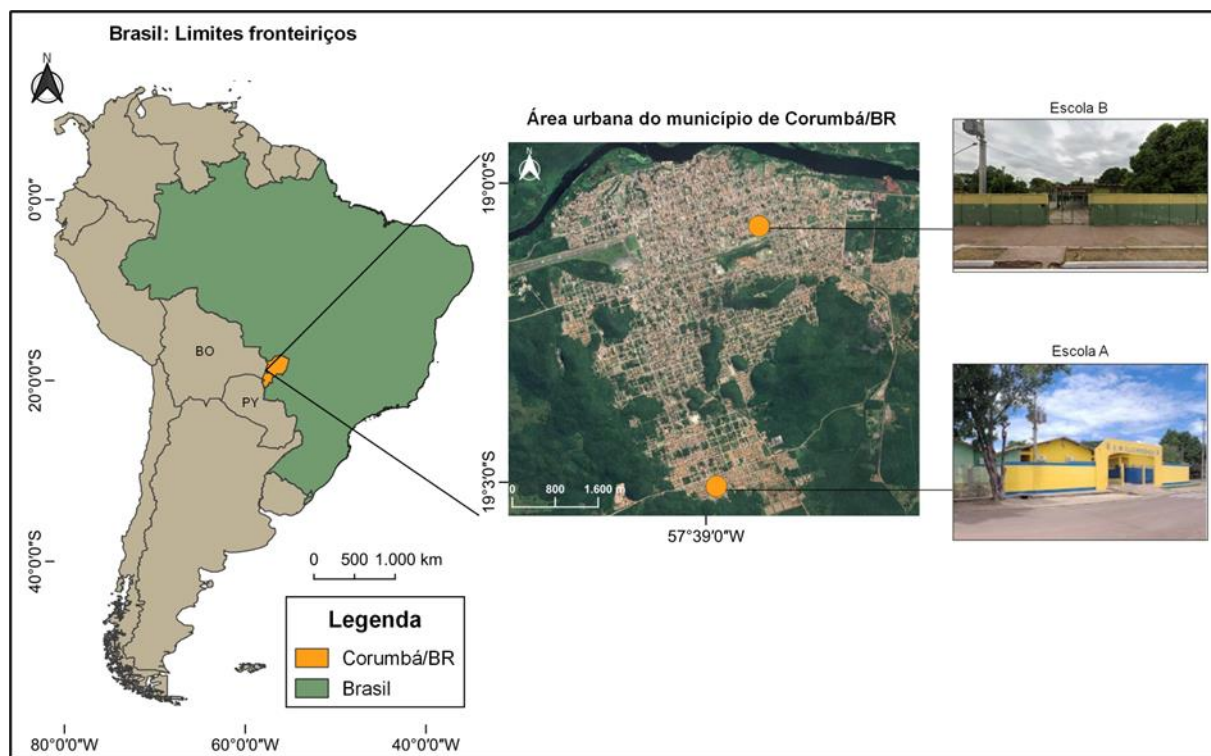 Brasil: Limites fronteiriços
N
0°0'0"
20°0'0"S
40°0'0"S
80°0'0"W
60°0'0"W
40°0'0"W
BO
PY
0 500 1.000 km
Legenda
Corumbá/BR
Brasil
Área urbana do município de Corumbá/BR
N
19°0'0"S
19°3'0"S
57°39'0"W
0 800 1.600 m
Escola B
Escola A